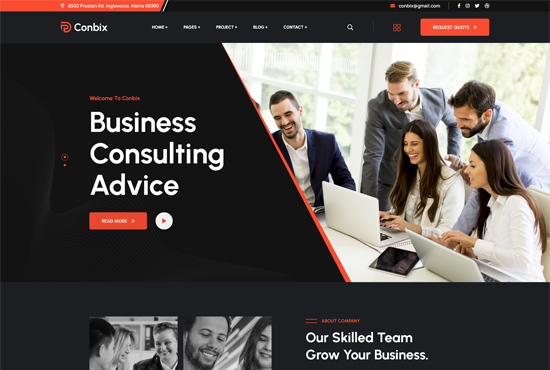 8502 Preston Rd. Inglewood, Maine 98380
conbix@gmail.com
Conbix
HOME +
PAGES +
PROJECT +
BLOG +
CONTACT +
REQUEST QUOTE >
Welcome To Conbix
Business
Consulting
Advice
READ MORE >
ABOUT COMPANY
Our Skilled Team
Grow Your Business.